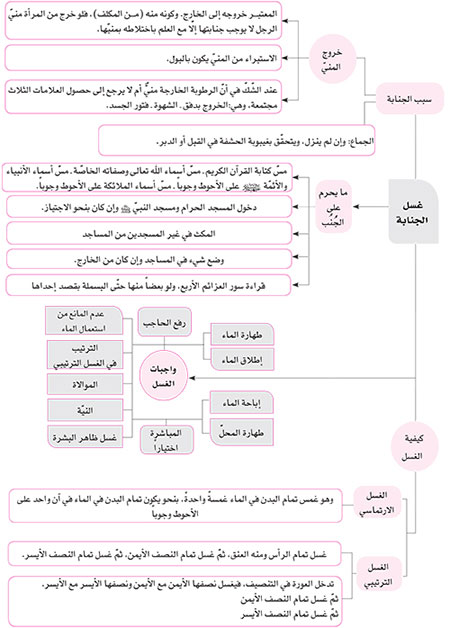 غسل
الجنابة
سبب الجنابة
خروج
المنيّ
المعتبـر خروجه إلى الخارج، وكونه منه (مـن المكلف)، فلو خرج من المرأة منيّ
الرجل لا يوجب جنابتها إلّا مع العلم باختلاطه بمنيّها.
الاستبراء من المنيّ يكون بالبول.
عند الشكّ في أنّ الرطوبة الخارجة منيٌّ أم لا يرجع إلى حصول العلامات الثلاث
مجتمعة، وهي:الخروج بدفق. الشهوة . فتور الجسد.
الجماع: وإن لم ينزل، ويتحقّق بغيبوبة الحشفة في القبل أو الدبر.
ما يحرم
على
الجُنُب
مسّ كتابة القرآن الكريم. مسّ أسماء الله تعالى وصفاته الخاصّة. مسّ أسماء الأنبياء
والأئمّة على الأحوط وجوباً. مسّ أسماء الملائكة على الأحوط وجوباً.
دخول المسجد الحرام ومسجد النبيّ وإن كان بنحو الاجتياز.
المكث في غير المسجدين من المساجد
وضع شيء في المساجد وإن كان من الخارج.
قراءة سور العزائم الأربع، ولو بعضاً منها حتّى البسملة بقصد إحداها
واجبات
الغسل
رفع الحاجب
طهارة الماء
إطلاق الماء
إباحة الماء
طهارة المحلّ
المباشرة
اختياراً
عدم المانع من
استعمال الماء
الترتيب
في الغسل الترتيبي
الموالاة
النيّة
غسل ظاهر البشرة
كيفية
الغسل
الغسل
الارتماسي
وهو غمس تمام البدن في الماء غمسةً واحدةً، بنحو يكون تمام البدن في الماء في آن واحد على
الأحوط وجوباً
الغسل
الترتيبي
غسل تمام الرأس ومنه العنق، ثمّ غسل تمام النصف الأيمن، ثمّ غسل تمام النصف الأيسر.
تدخل العورة في التنصيف، فيغسل نصفها الأيمن مع الأيمن ونصفها الأيسر مع الأيسر.
ثمّ غسل تمام النصف الأيمن
ثمّ غسل تمام النصف الأيسر